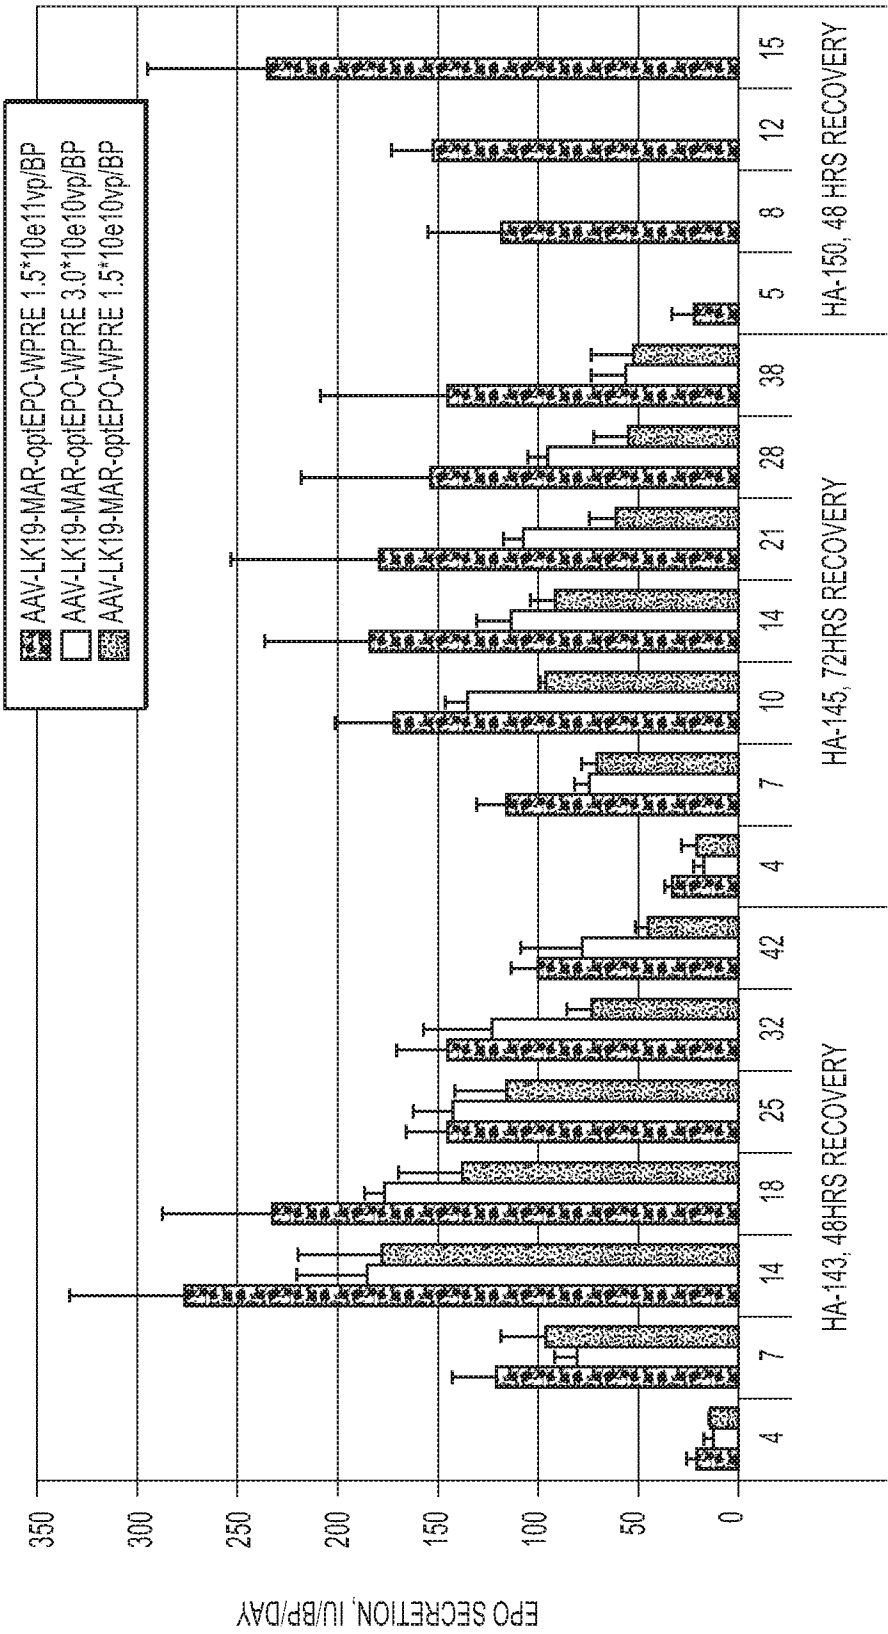 AAV-LK19-MAR-optEPO-WPRE 1.5*10e11vp/BP
AAV-LK19-MAR-optEPO-WPRE 3.0*10e10vp/BP
AAV-LK19-MAR-optEPO-WPRE 1.5*10e10vp/BP
EPO SECRETION, IU/BP/DAY
350
300
250
200
150
100
50
0
4 7 14 18 25 32 42 4 7 10 14 21 28 38 5 8 12 15
HA-143, 48HRS RECOVERY HA-145, 72HRS RECOVERY HA-150, 48 HRS RECOVERY